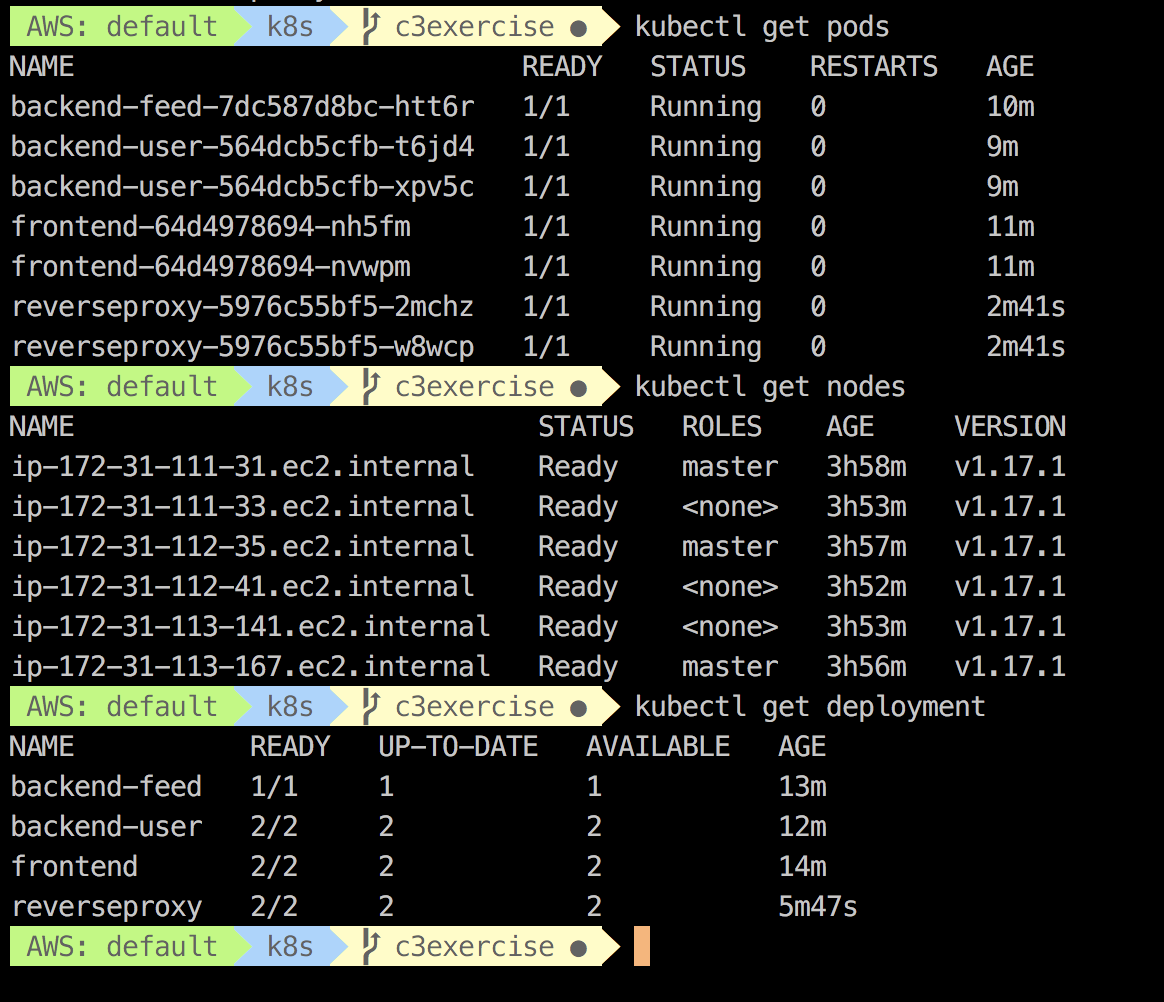 AWS: default k8s c3exercise ● kubectl get pods
NAME READY STATUS RESTARTS AGE
backend-feed-7dc587d8bc-htt6r 1/1 Running 0 10m
backend-user-564dcb5cfb-t6jd4 1/1 Running 0 9m
backend-user-564dcb5cfb-xpv5c 1/1 Running 0 9m
frontend-64d4978694-nh5fm 1/1 Running 0 11m
frontend-64d4978694-nvwpm 1/1 Running 0 11m
reverseproxy-5976c55bf5-2mchz 1/1 Running 0 2m41s
reverseproxy-5976c55bf5-w8wcp 1/1 Running 0 2m41s
AWS: default k8s c3exercise ● kubectl get nodes
NAME STATUS ROLES AGE VERSION
ip-172-31-111-31.ec2.internal Ready master 3h58m v1.17.1
ip-172-31-111-33.ec2.internal Ready <none> 3h53m v1.17.1
ip-172-31-112-35.ec2.internal Ready master 3h57m v1.17.1
ip-172-31-112-41.ec2.internal Ready <none> 3h52m v1.17.1
ip-172-31-113-141.ec2.internal Ready <none> 3h53m v1.17.1
ip-172-31-113-167.ec2.internal Ready master 3h56m v1.17.1
AWS: default k8s c3exercise ● kubectl get deployment
NAME READY UP-TO-DATE AVAILABLE AGE
backend-feed 1/1 1 1 13m
backend-user 2/2 2 2 12m
frontend 2/2 2 2 14m
reverseproxy 2/2 2 2 5m47s
AWS: default k8s c3exercise ●